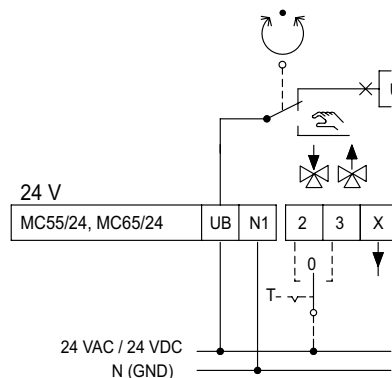 24 V
MC55/24, MC65/24 UB N1 2 3 X
0
T
24 VAC / 24 VDC
N (GND)